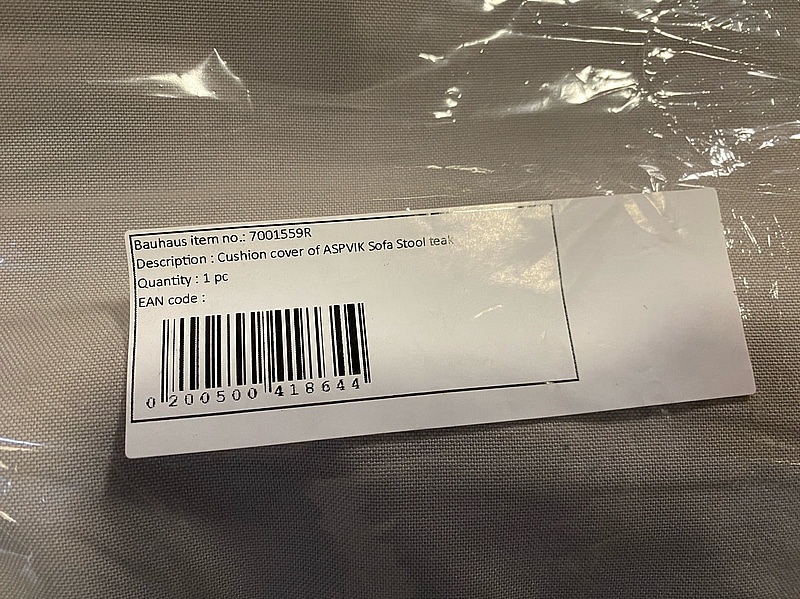 Bauhaus item no.: 7001559R
Description : Cushion cover of ASPVIK Sofa Stool teak
Quantity : 1 pc
EAN code :
0 200500 418644